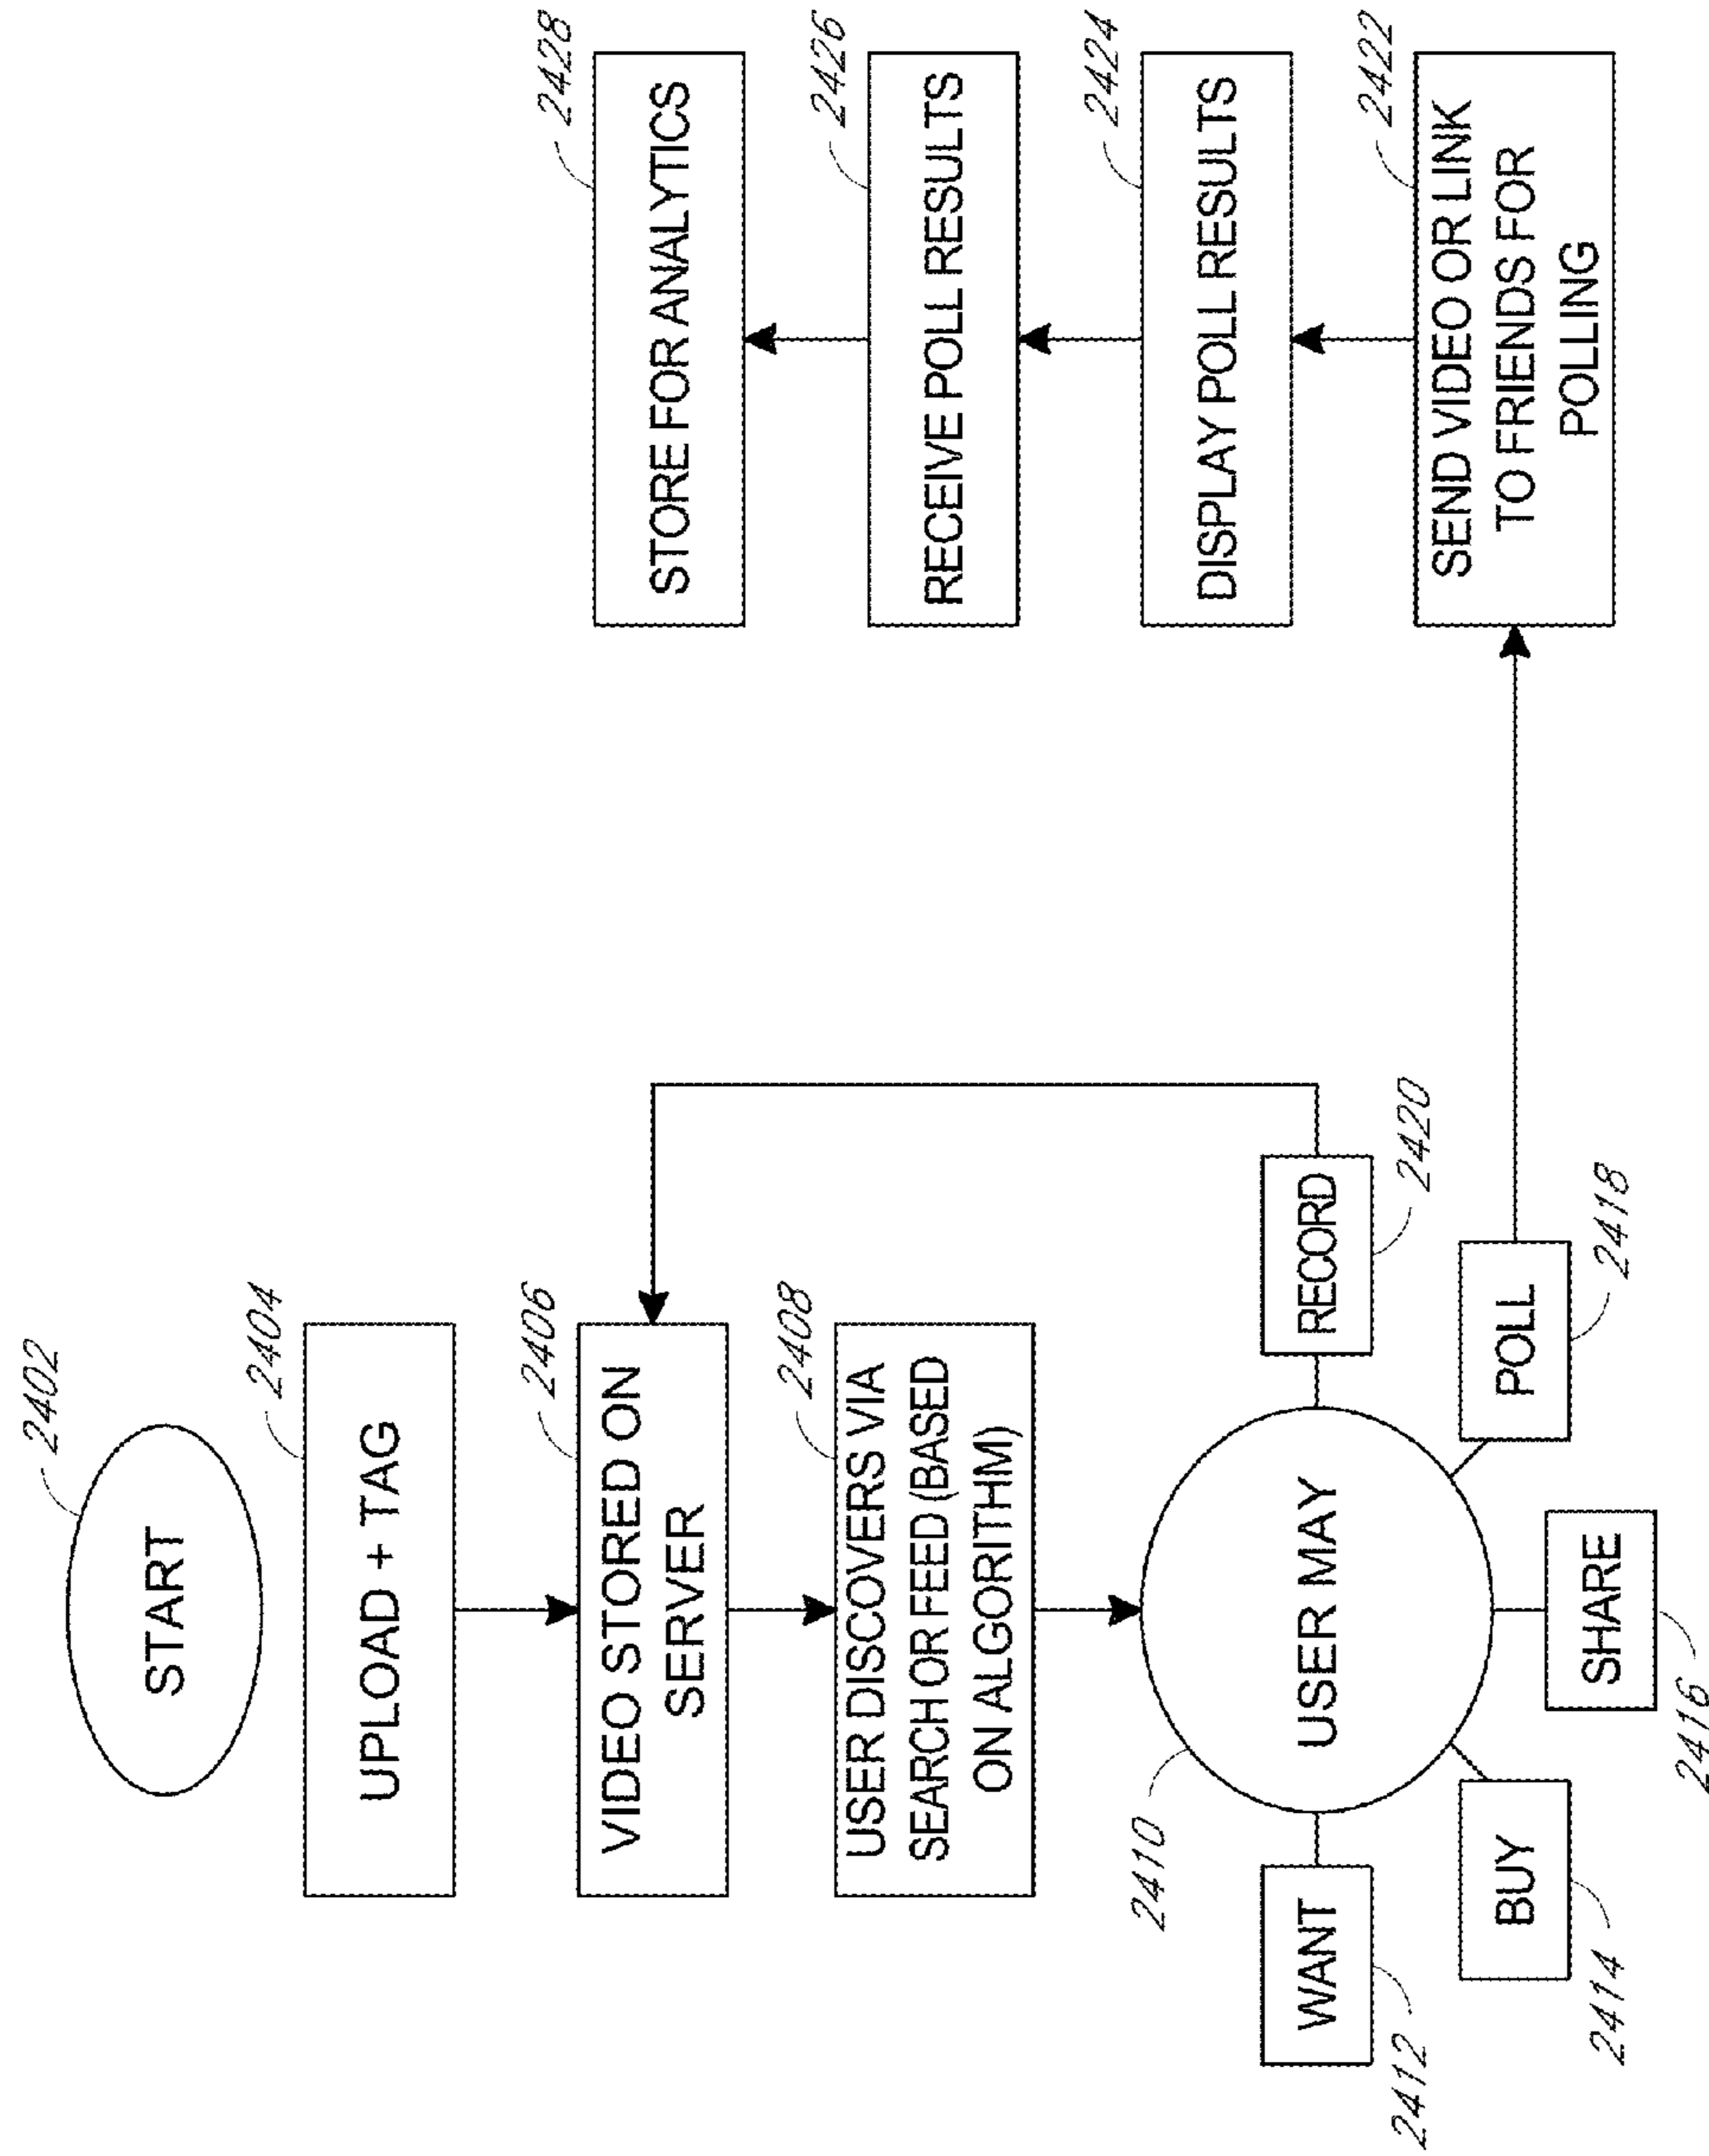 2402
START
2404
UPLOAD + TAG
2406
VIDEO STORED ON
SERVER
2408
USER DISCOVERS VIA
SEARCH OR FEED (BASED
ON ALGORITHM)
2410
USER MAY
WANT
2412
BUY
2414
SHARE
2416
POLL
2418
RECORD
2420
2422
SEND VIDEO OR LINK
TO FRIENDS FOR
POLLING
2424
DISPLAY POLL RESULTS
2426
RECEIVE POLL RESULTS
2428
STORE FOR ANALYTICS